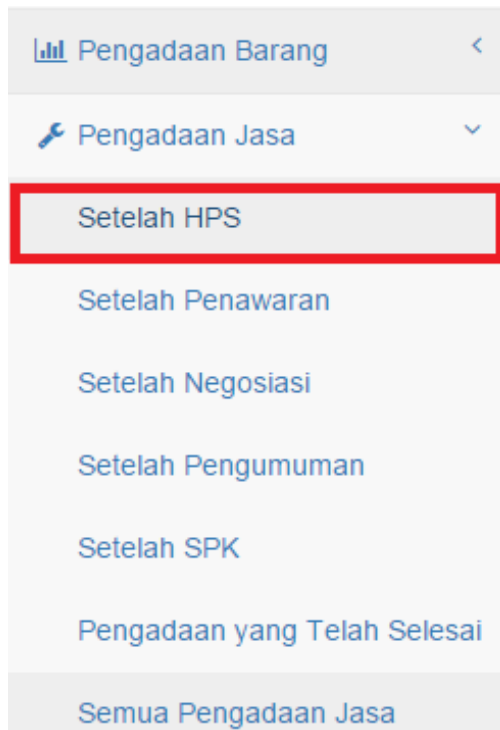 Pengadaan Barang
Pengadaan Jasa
Setelah HPS
Setelah Penawaran
Setelah Negosiasi
Setelah Pengumuman
Setelah SPK
Pengadaan yang Telah Selesai
Semua Pengadaan Jasa